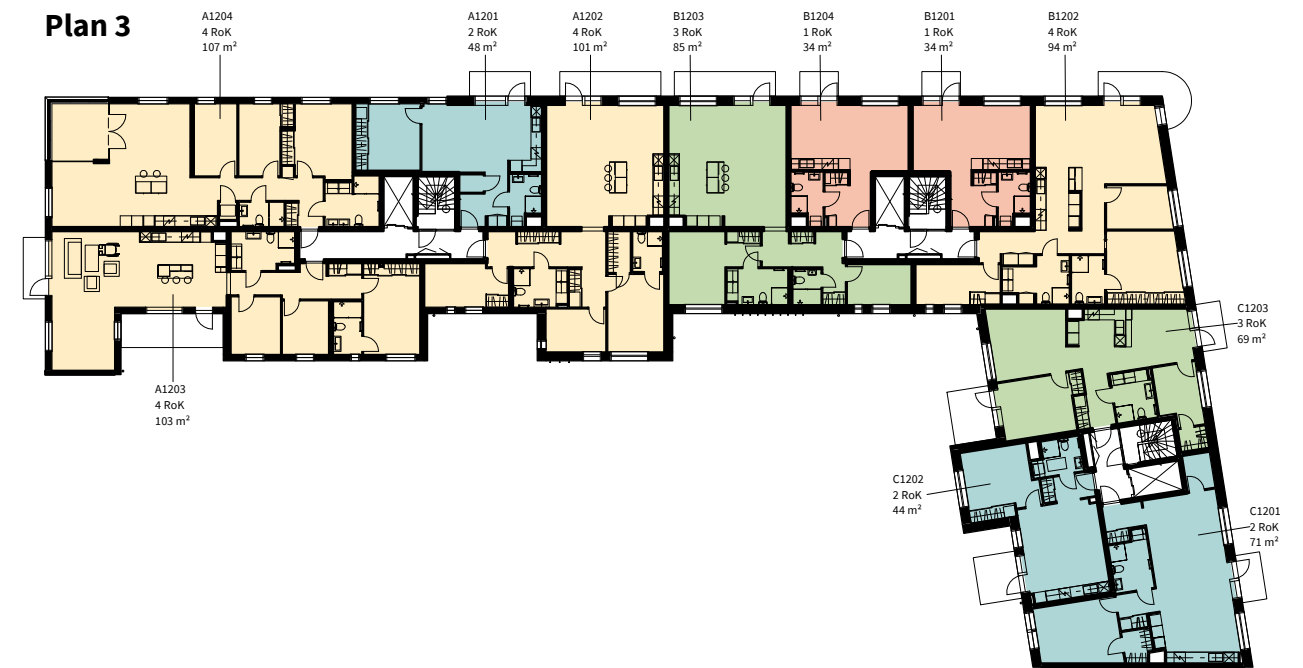 Plan 3
A1204
4 RoK
107 m²
A1201
2 RoK
48 m²
A1202
4 RoK
101 m²
B1203
3 RoK
85 m²
B1204
1 RoK
34 m²
B1201
1 RoK
34 m²
B1202
4 RoK
94 m²
C1203
3 RoK
69 m²
A1203
4 RoK
103 m²
C1202
2 RoK
44 m²
C1201
2 RoK
71 m²